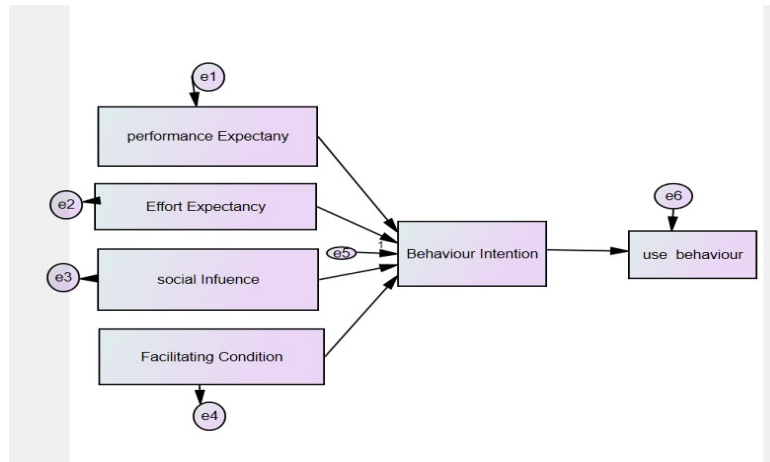 e1
performance Expectany
e2
Effort Expectancy
e3
social Infuence
Facilitating Condition
e4
e5
1
Behaviour Intention
e6
use behaviour